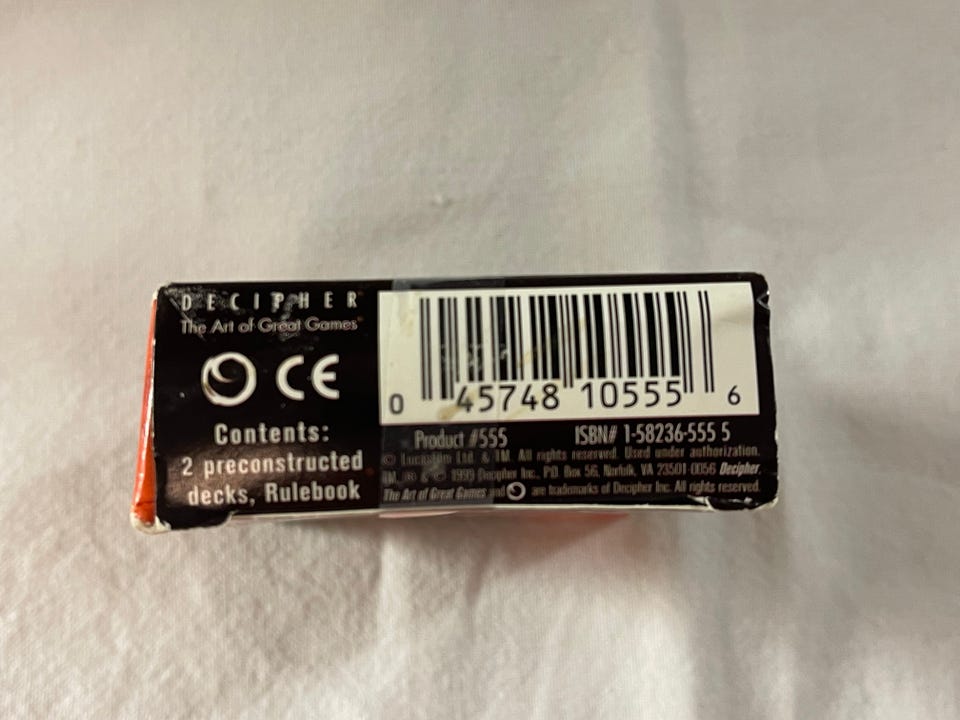 DECIPHER
The Art of Great Games
CE
Contents:
2 preconstructed
decks, Rulebook
0 45748 10555 6
Product #555 ISBN# 1-58236-555 5
© Lucasfilm Ltd. & TM. All rights reserved. Used under authorization.
TM, ® & © 1999 Decipher Inc., P.O. Box 56, Norfolk, VA 23501-0056 Decipher,
The Art of Great Games and are trademarks of Decipher Inc. All rights reserved.